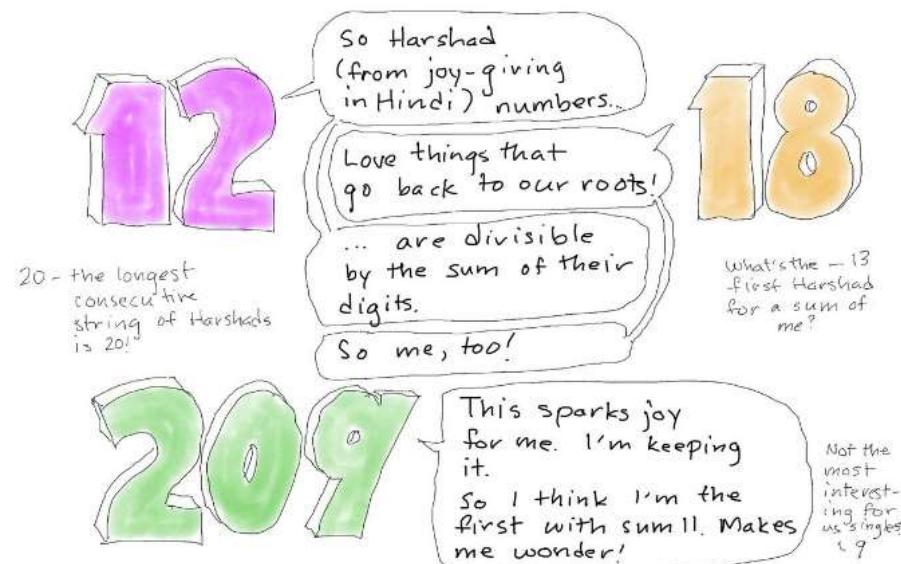 12
So Harshad
(from joy-giving
in Hindi) numbers...
18
Love things that
go back to our roots!
... are divisible
by the sum of their
digits.
So me, too!
20 - the longest
consecutive
string of Harshads
is 20!
What's the — 13
first Harshad
for a sum of
me?
209
This sparks joy
for me. I'm keeping
it.
So I think I'm the
first with sum 11. Makes
me wonder!
Not the
most
interest-
ing for
us singles
9